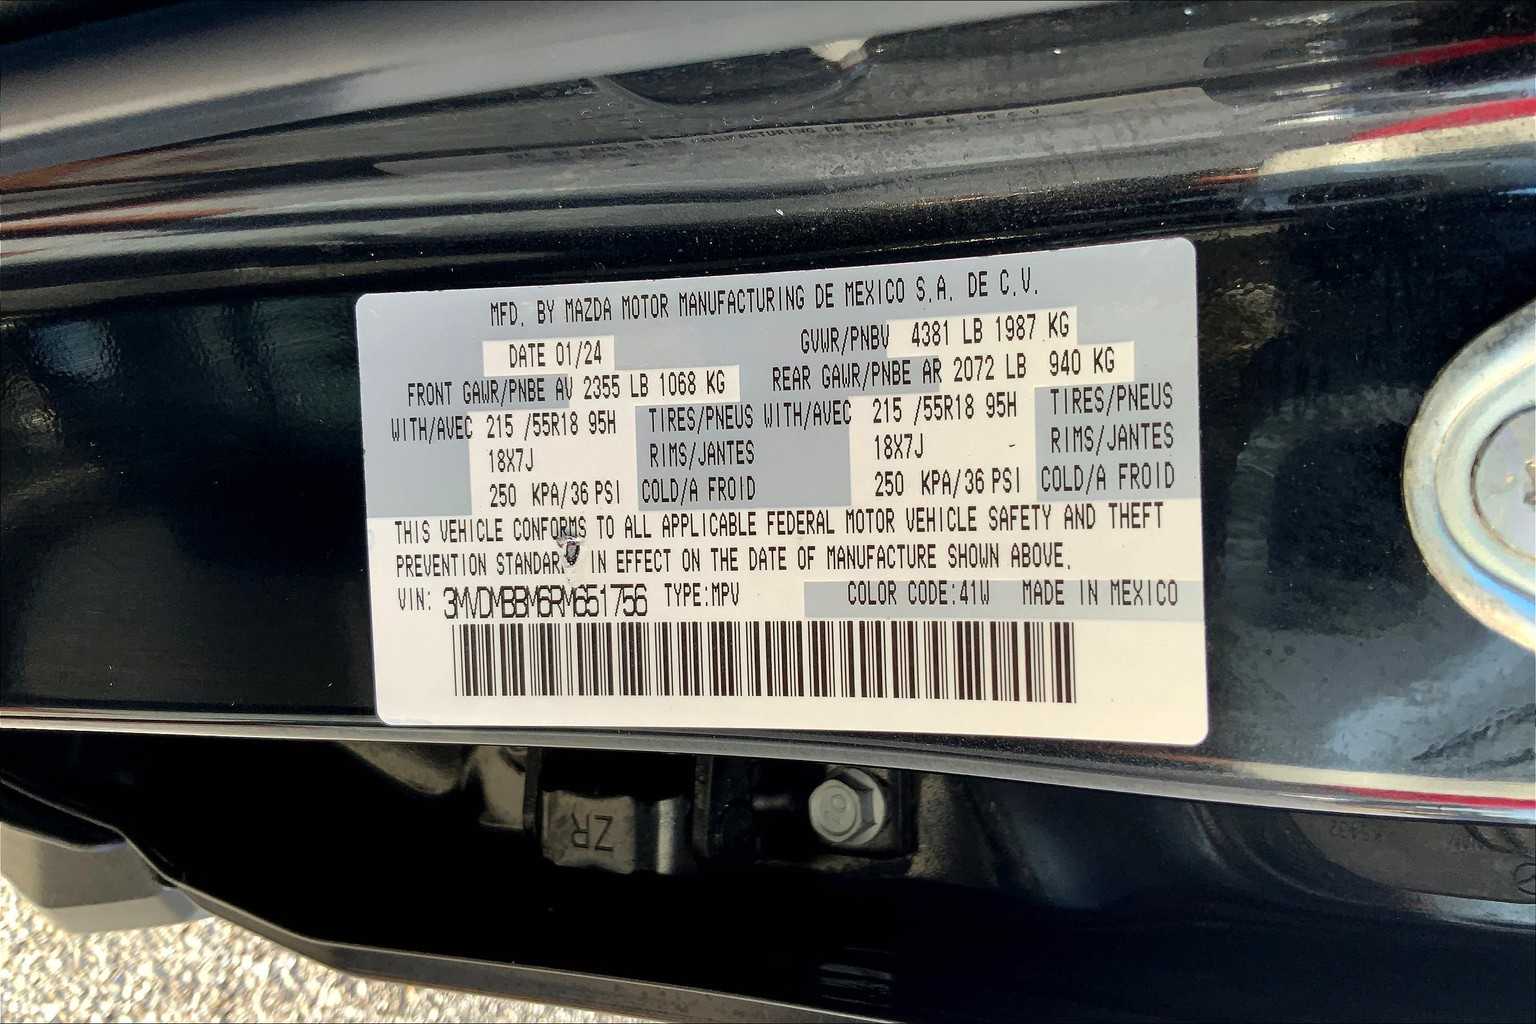 MFD. BY MAZDA MOTOR MANUFACTURING DE MEXICO S.A. DE C.V.
DATE 01/24 GVWR/PNBV 4381 LB 1987 KG
FRONT GAWR/PNBE AV 2355 LB 1068 KG REAR GAWR/PNBE AR 2072 LB 940 KG
WITH/AVEC 215 /55R18 95H TIRES/PNEUS WITH/AVEC 215 /55R18 95H TIRES/PNEUS
18X7J RIMS/JANTES 18X7J - RIMS/JANTES
250 KPA/36 PSI COLD/A FROID 250 KPA/36 PSI COLD/A FROID
THIS VEHICLE CONFORMS TO ALL APPLICABLE FEDERAL MOTOR VEHICLE SAFETY AND THEFT
PREVENTION STANDAR IN EFFECT ON THE DATE OF MANUFACTURE SHOWN ABOVE.
VIN: 3MVDMBBM6RM651756 TYPE:MPV COLOR CODE:41W MADE IN MEXICO
ZR